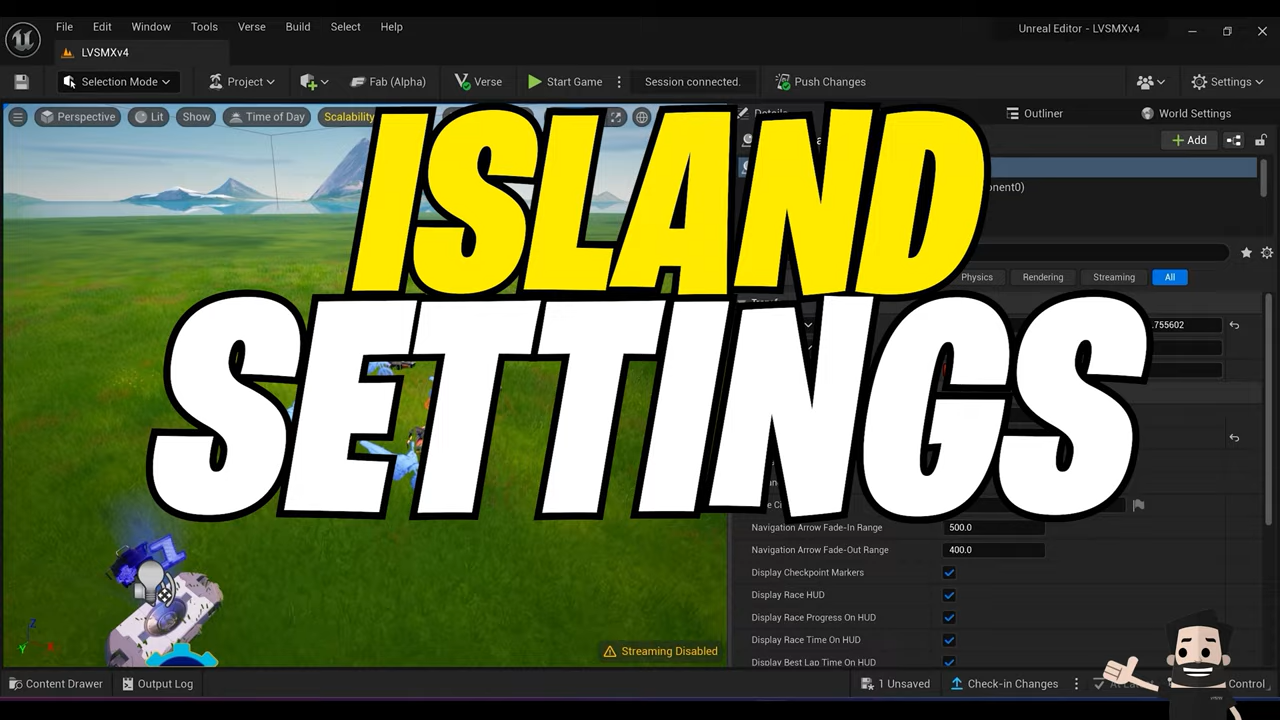 File Edit Window Tools Verse Build Select Help Unreal Editor - LVSMXv4
LVSMXv4
Selection Mode Project Fab (Alpha) Verse Start Game Session connected. Push Changes Settings
Perspective Lit Show Time of Day Scalability
Details Outliner World Settings
Add
ISLAND
SETTINGS
Physics Rendering Streaming All
.755602
Navigation Arrow Fade-In Range 500.0
Navigation Arrow Fade-Out Range 400.0
Display Checkpoint Markers
Display Race HUD
Display Race Progress On HUD
Display Race Time On HUD
Display Best Lap Time On HUD
Streaming Disabled
Content Drawer Output Log 1 Unsaved Check-in Changes Control